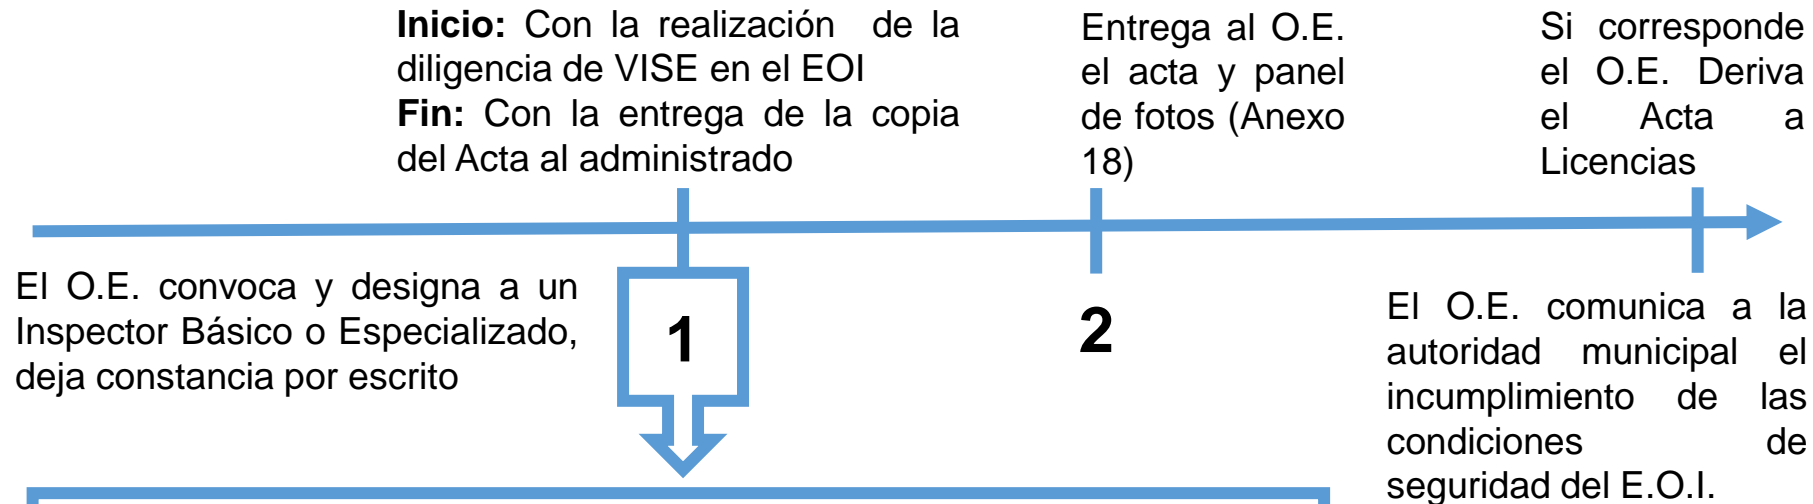 Inicio: Con la realización de la
diligencia de VISE en el EOI
Fin: Con la entrega de la copia
del Acta al administrado
Entrega al O.E.
el acta y panel
de fotos (Anexo
18)
Si corresponde
el O.E. Deriva
el Acta a
Licencias
El O.E. convoca y designa a un
Inspector Básico o Especializado,
deja constancia por escrito
1
2
El O.E. comunica a la
autoridad municipal el
incumplimiento de las
condiciones de
seguridad del E.O.I.